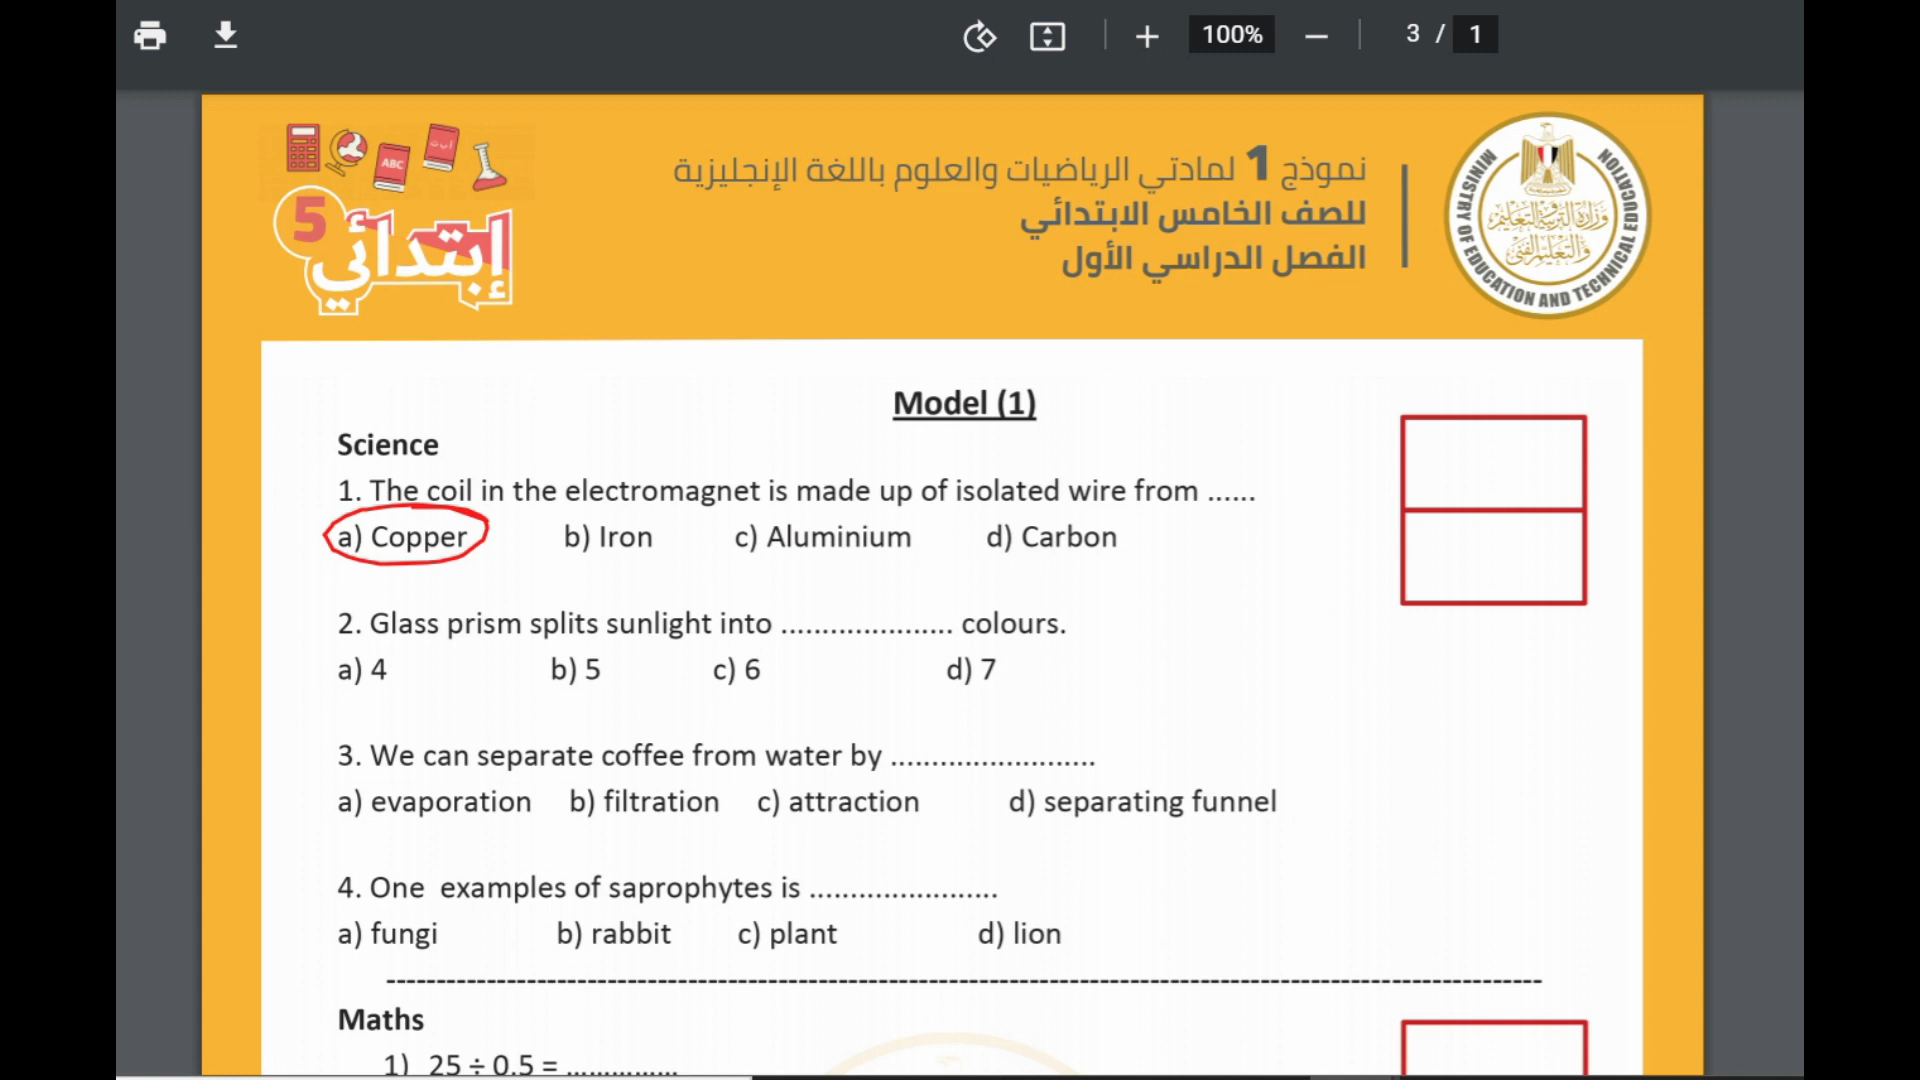 100%
3 / 1
ABC
أ ب ت
5
إبتدائي
نموذج 1 لمادتي الرياضيات والعلوم باللغة الإنجليزية
للصف الخامس الابتدائي
الفصل الدراسي الأول
MINISTRY OF EDUCATION AND TECHNICAL EDUCATION
وزارة التربية والتعليم
والتعليم الفني
Model (1)
Science
1. The coil in the electromagnet is made up of isolated wire from ......
a) Copper b) Iron c) Aluminium d) Carbon
2. Glass prism splits sunlight into ..................... colours.
a) 4 b) 5 c) 6 d) 7
3. We can separate coffee from water by .........................
a) evaporation b) filtration c) attraction d) separating funnel
4. One examples of saprophytes is .......................
a) fungi b) rabbit c) plant d) lion
Maths
1) 25 ÷ 0.5 = ..............